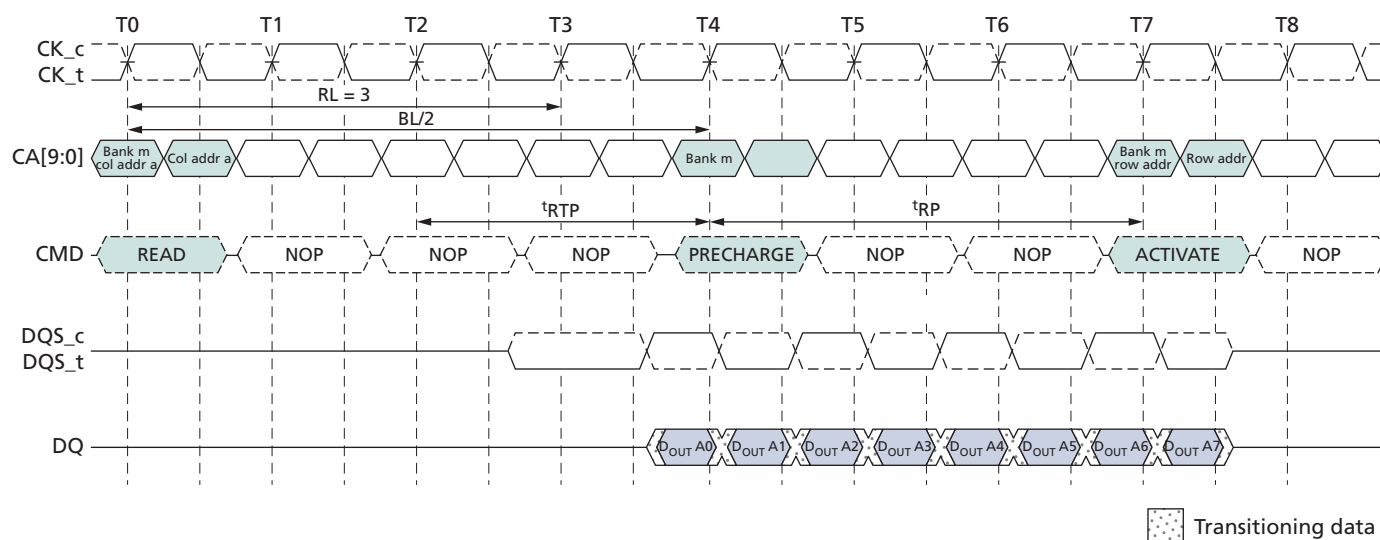 T0 T1 T2 T3 T4 T5 T6 T7 T8
CK_c
CK_t
RL = 3
BL/2
CA[9:0]
Bank m
col addr a
Col addr a
Bank m
Bank m
row addr
Row addr
tRTP
tRP
CMD
READ NOP NOP NOP PRECHARGE NOP NOP ACTIVATE NOP
DQS_c
DQS_t
DQ
DOUT A0 DOUT A1 DOUT A2 DOUT A3 DOUT A4 DOUT A5 DOUT A6 DOUT A7
Transitioning data